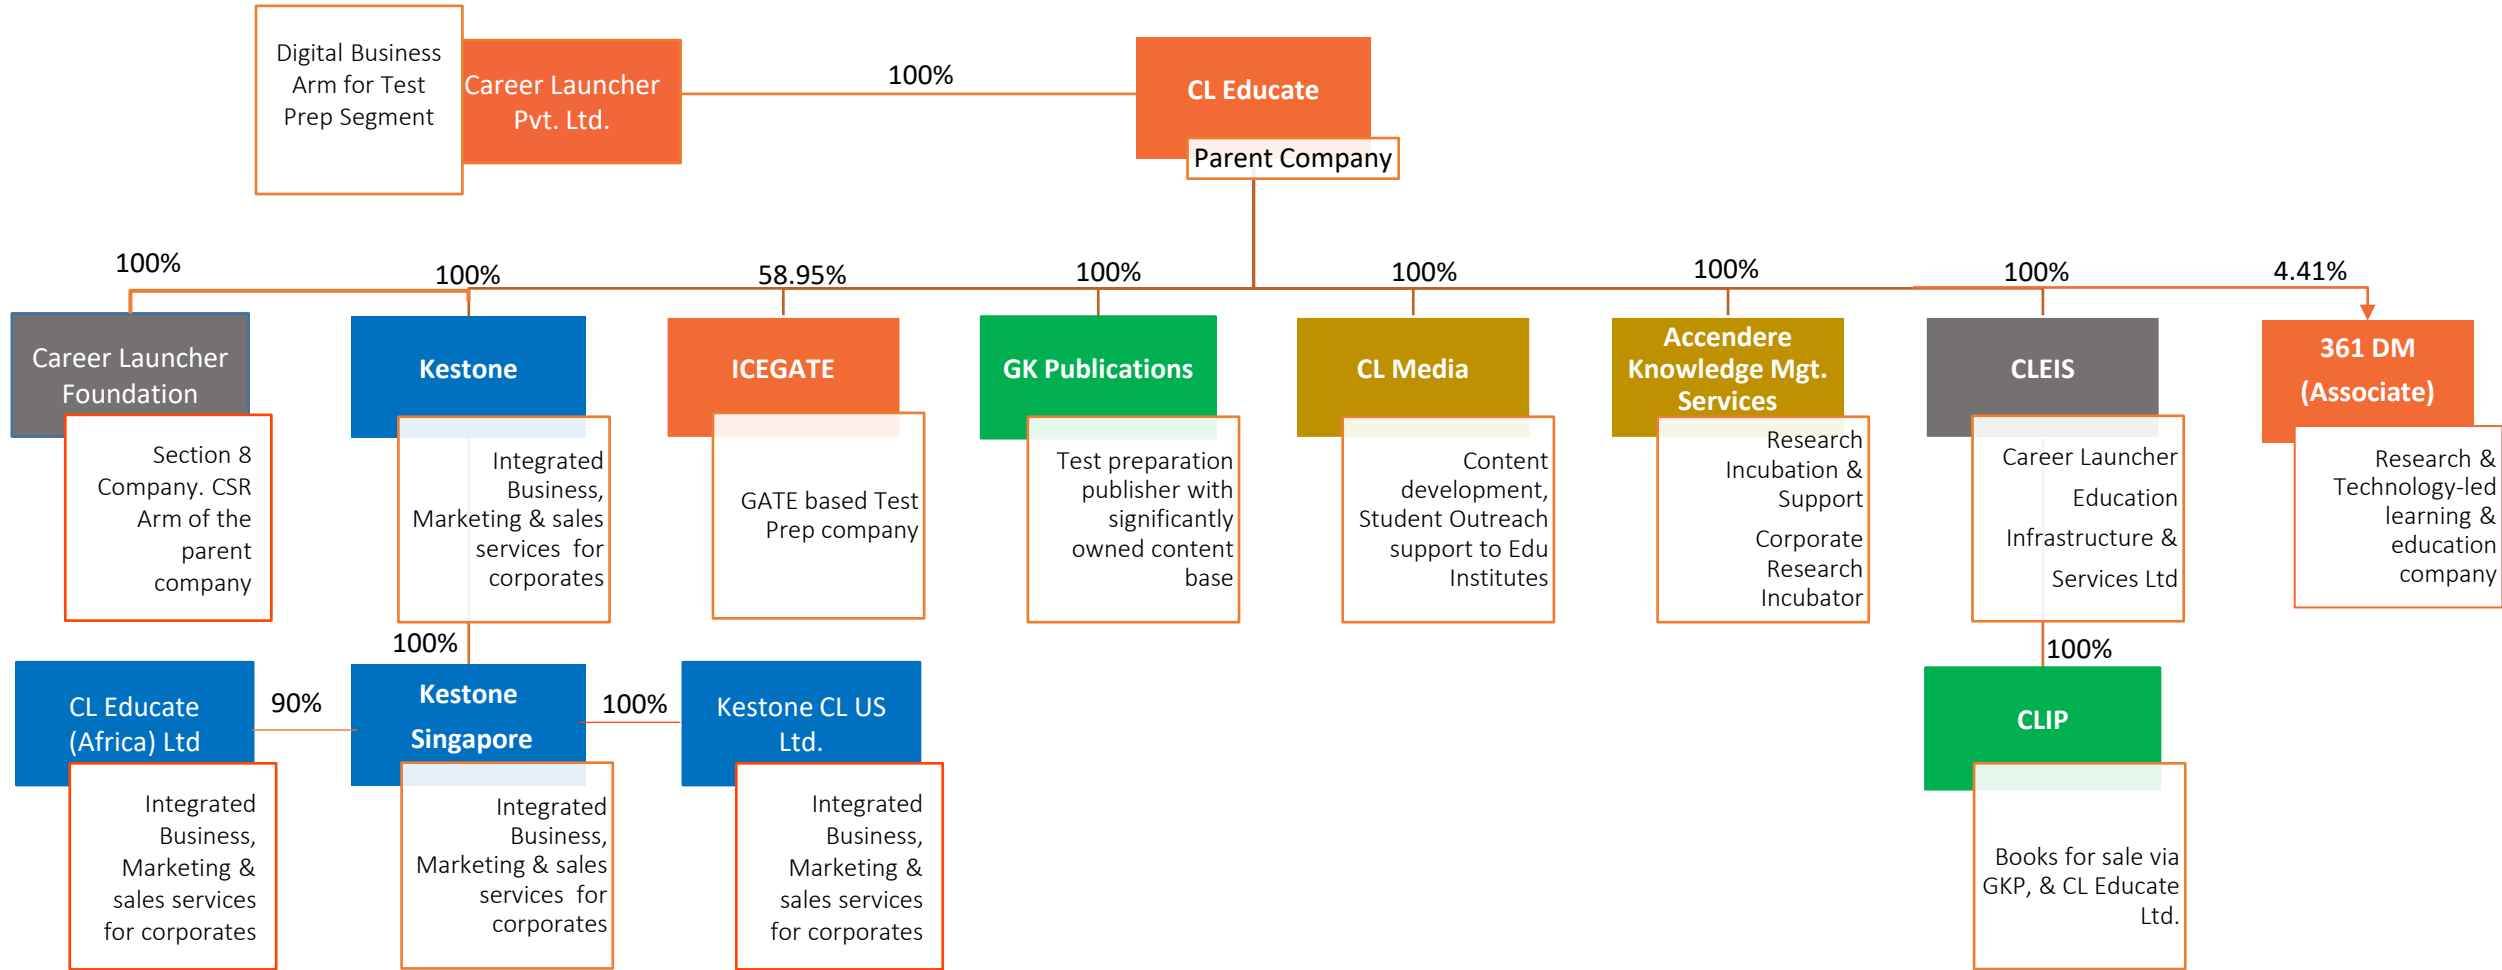 Digital Business
Arm for Test
Prep Segment
Career Launcher
Pvt. Ltd.
100%
CL Educate
Parent Company
100%
100%
58.95%
100%
100%
100%
100%
4.41%
Career Launcher
Foundation
Section 8
Company. CSR
Arm of the
parent
company
Kestone
Integrated
Business,
Marketing & sales
services for
corporates
ICEGATE
GATE based Test
Prep company
GK Publications
Test preparation
publisher with
significantly
owned content
base
CL Media
Content
development,
Student Outreach
support to Edu
Institutes
Accendere
Knowledge Mgt.
Services
Research
Incubation &
Support
Corporate
Research
Incubator
CLEIS
Career Launcher
Education
Infrastructure &
Services Ltd
361 DM
(Associate)
Research &
Technology-led
learning &
education
company
100%
100%
CL Educate
(Africa) Ltd
90%
Kestone
Singapore
100%
Kestone CL US
Ltd.
CLIP
Integrated
Business,
Marketing &
sales services
for corporates
Integrated
Business,
Marketing & sales
services for
corporates
Integrated
Business,
Marketing &
sales services
for corporates
Books for sale via
GKP, & CL Educate
Ltd.